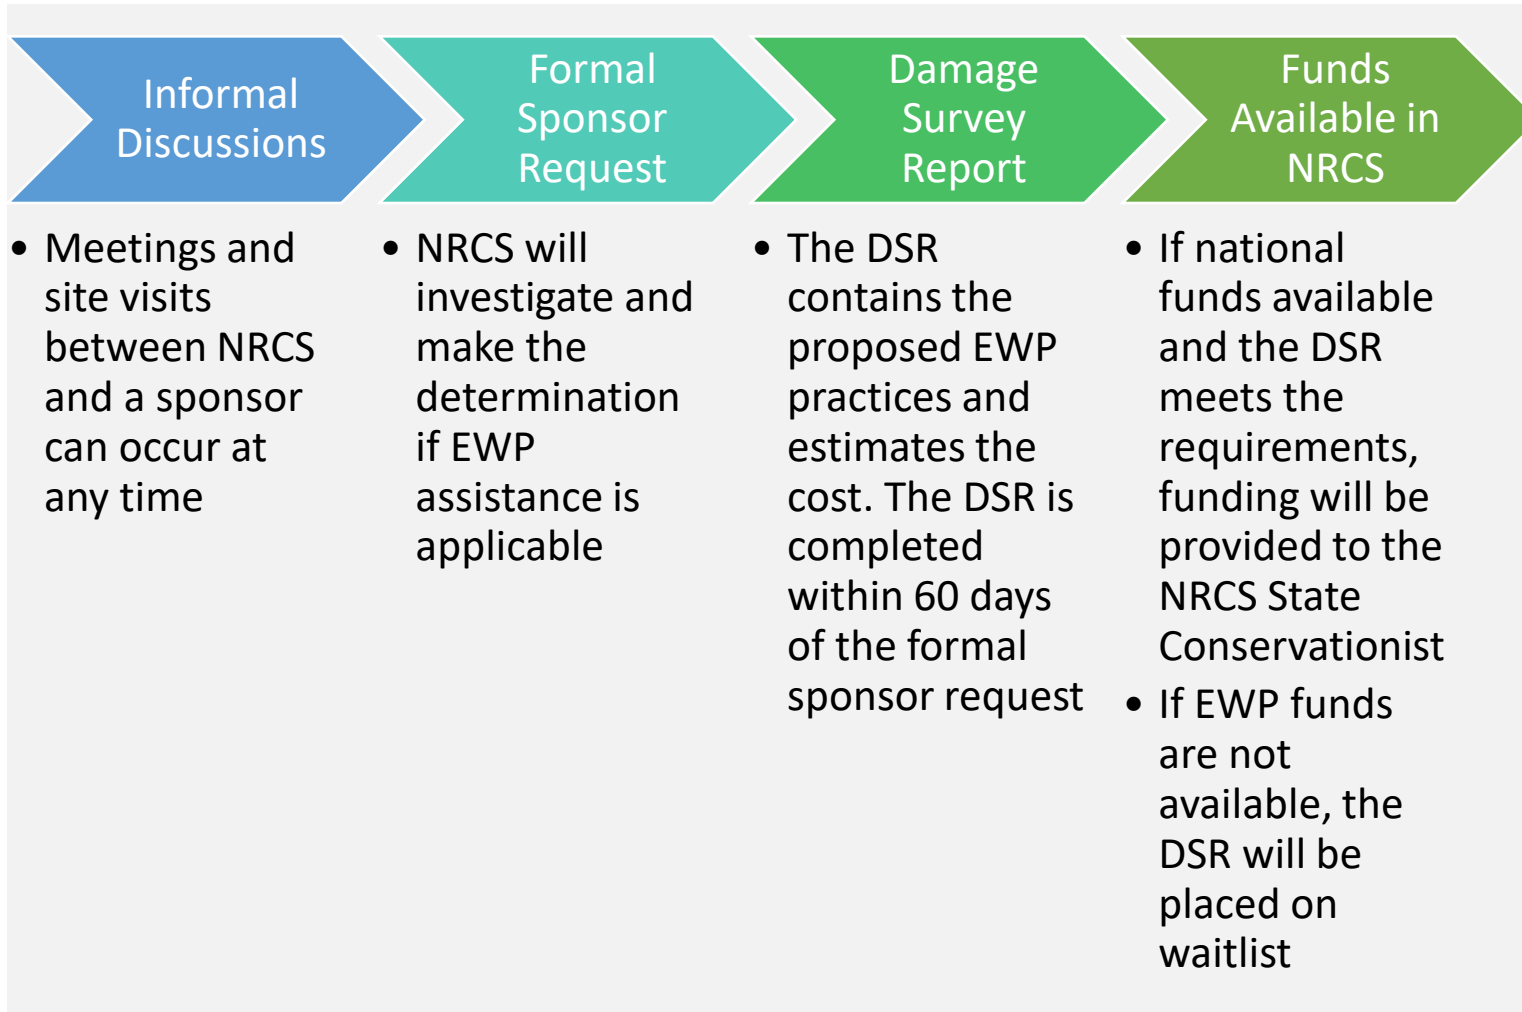 Informal
Discussions
• Meetings and
site visits
between NRCS
and a sponsor
can occur at
any time
Formal
Sponsor
Request
• NRCS will
investigate and
make the
determination
if EWP
assistance is
applicable
Damage
Survey
Report
• The DSR
contains the
proposed EWP
practices and
estimates the
cost. The DSR is
completed
within 60 days
of the formal
sponsor request
Funds
Available in
NRCS
• If national
funds available
and the DSR
meets the
requirements,
funding will be
provided to the
NRCS State
Conservationist
• If EWP funds
are not
available, the
DSR will be
placed on
waitlist